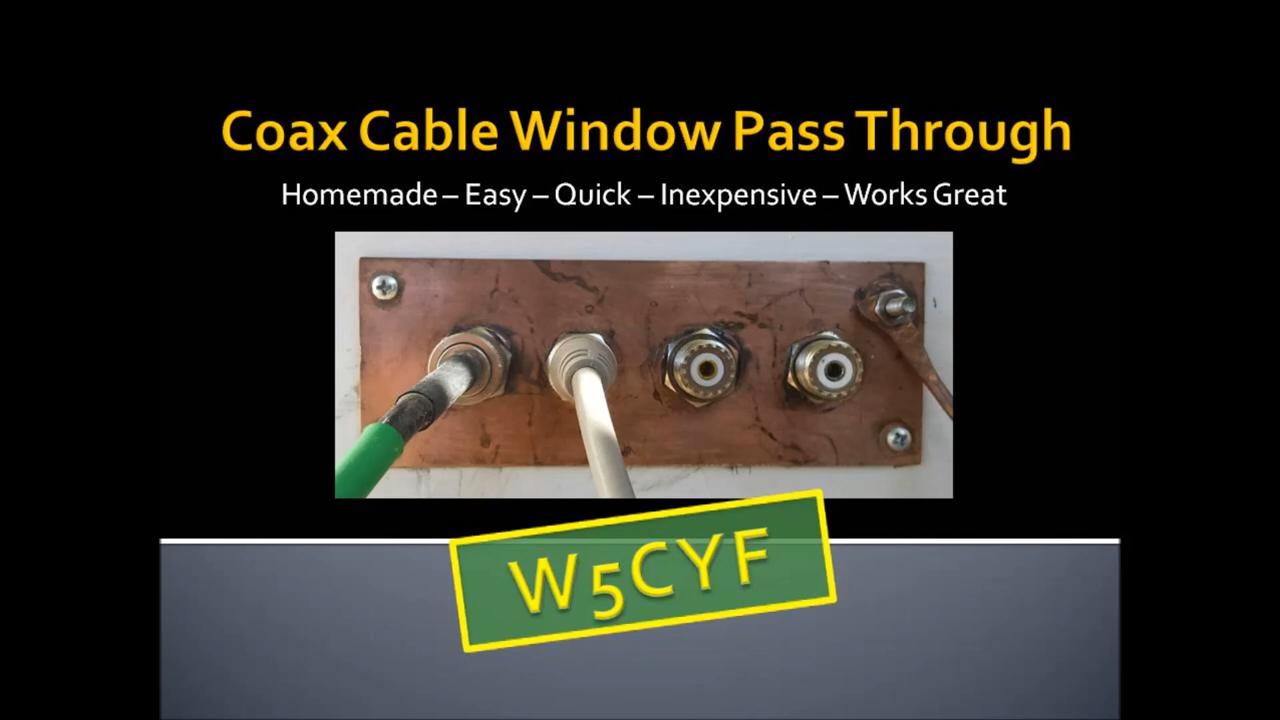 Coax Cable Window Pass Through
Homemade – Easy – Quick – Inexpensive – Works Great
W5CYF